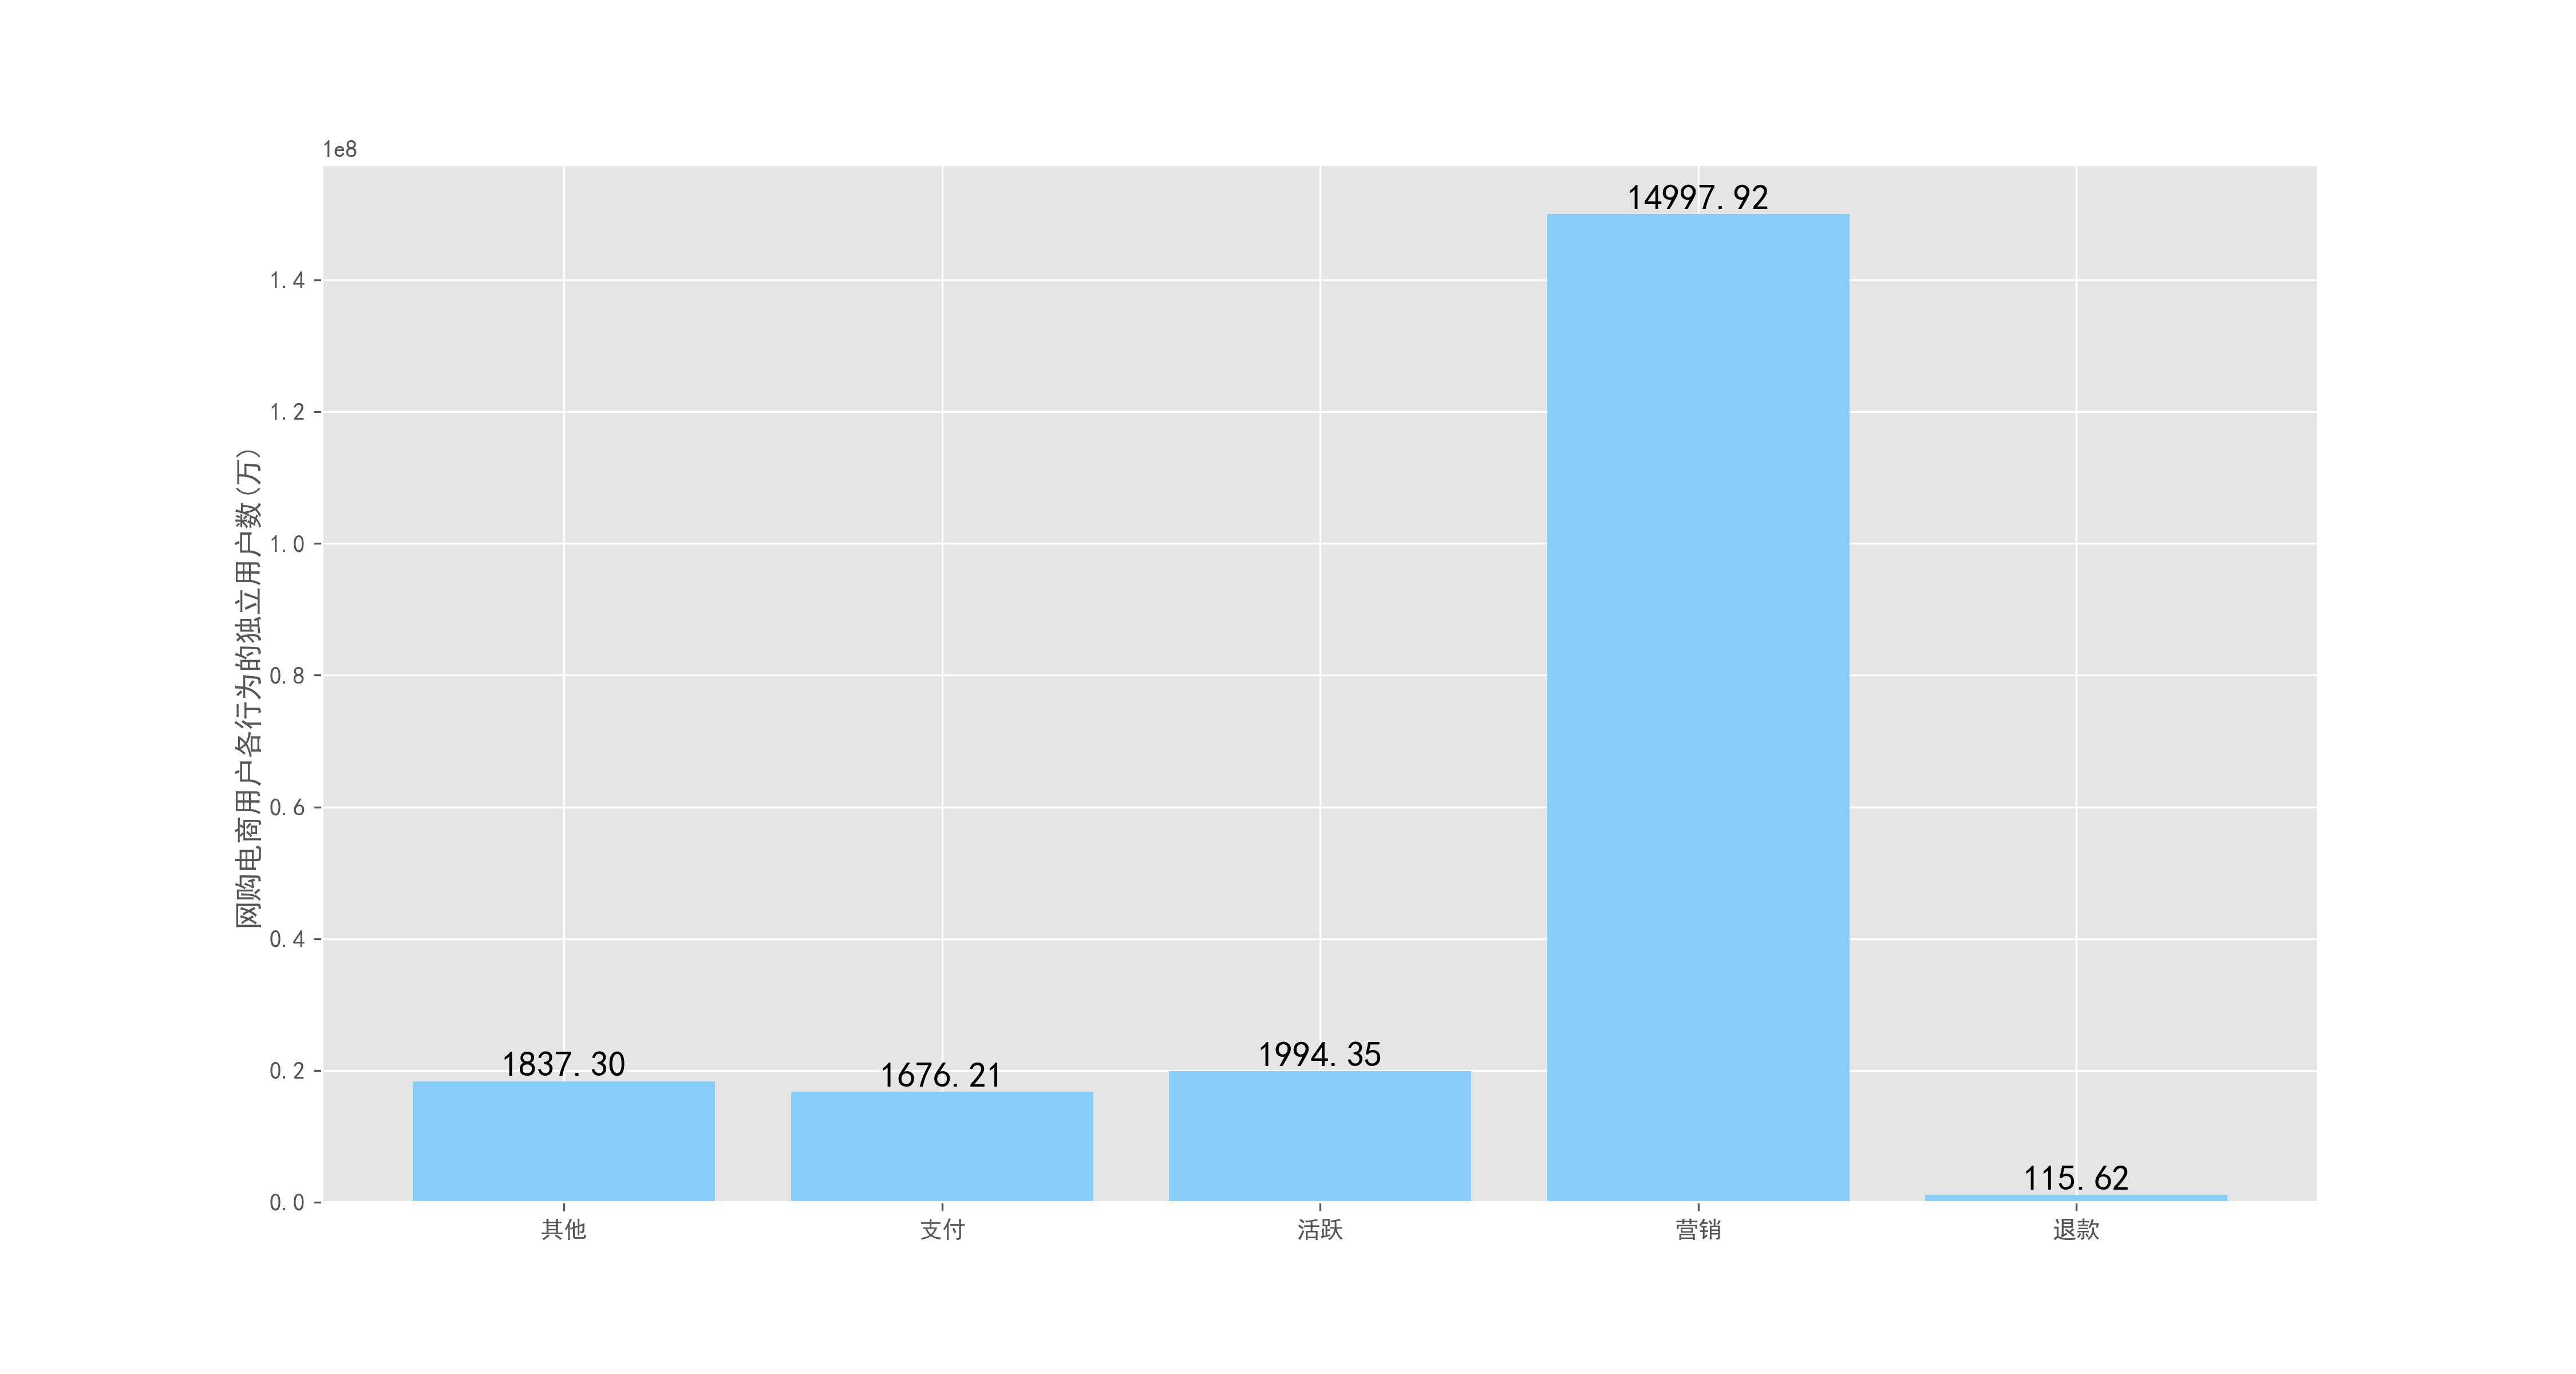 1e8
14997.92
1.4
1.2
1.0
0.8
0.6
0.4
0.2
0.0
网购电商用户各行为的独立用户数(万)
1837.30
1676.21
1994.35
115.62
其他
支付
活跃
营销
退款